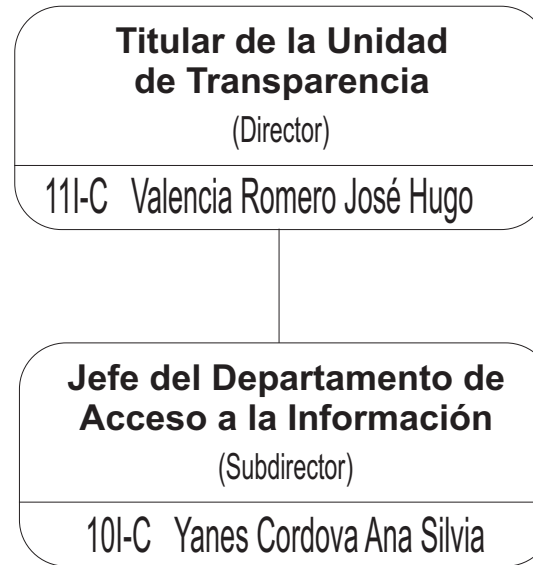 Titular de la Unidad
de Transparencia
(Director)
11I-C Valencia Romero José Hugo
Jefe del Departamento de
Acceso a la Información
(Subdirector)
10I-C Yanes Cordova Ana Silvia